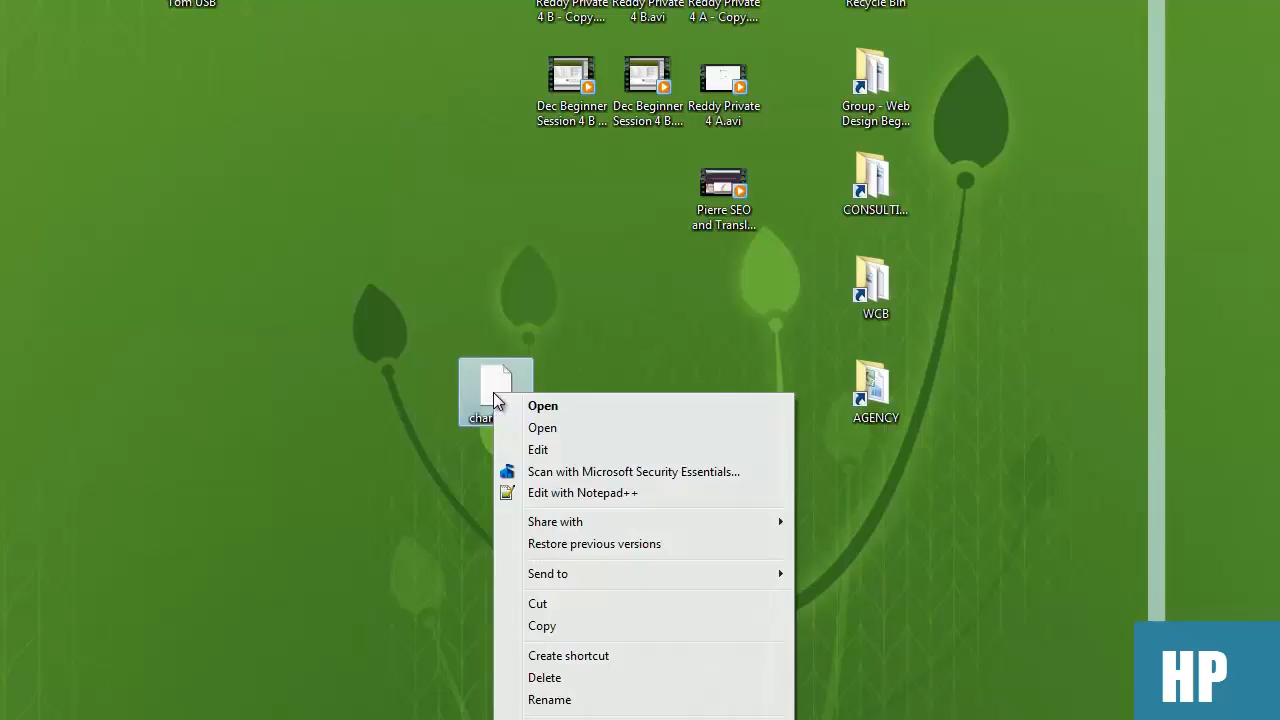 Tom USB
Reddy Private
4 B - Copy....
Reddy Private
4 B.avi
Reddy Private
4 A - Copy....
Recycle Bin
Dec Beginner
Session 4 B ...
Dec Beginner
Session 4 B....
Reddy Private
4 A.avi
Group - Web
Design Beg...
Pierre SEO
and Transl...
CONSULTI...
WCB
AGENCY
Open
Open
Edit
Scan with Microsoft Security Essentials...
Edit with Notepad++
Share with
Restore previous versions
Send to
Cut
Copy
Create shortcut
Delete
Rename
HP